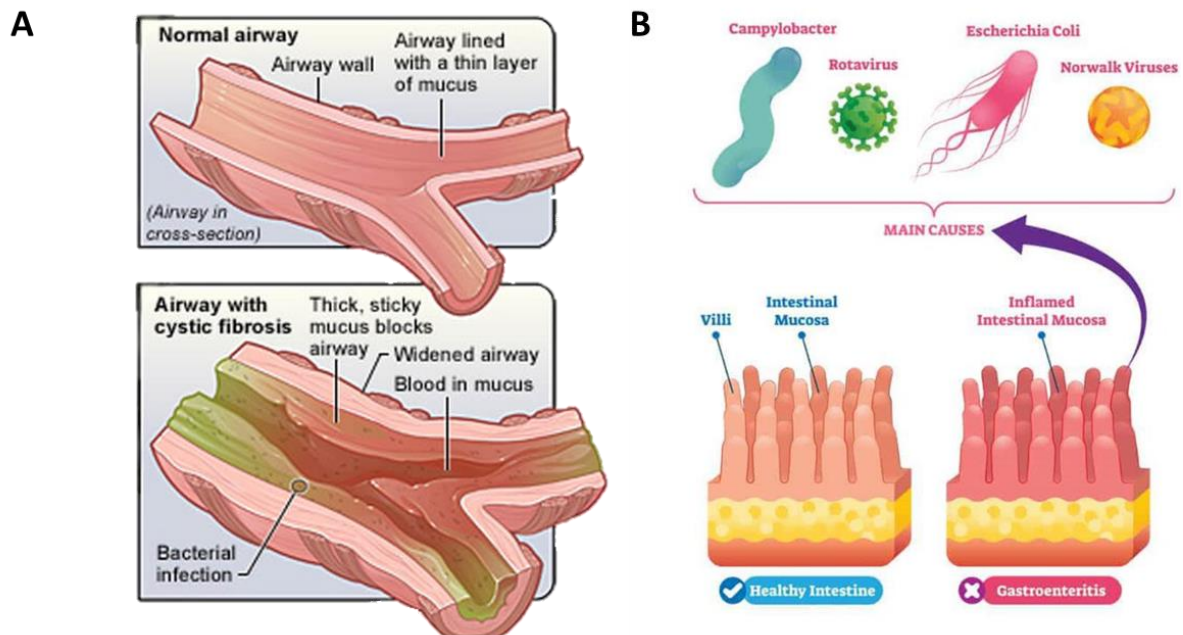 A
Normal airway
Airway wall
Airway lined
with a thin layer
of mucus
(Airway in
cross-section)
Airway with
cystic fibrosis
Thick, sticky
mucus blocks
airway
Widened airway
Blood in mucus
Bacterial
infection
B
Campylobacter
Rotavirus
Escherichia Coli
Norwalk Viruses
MAIN CAUSES
Villi
Intestinal
Mucosa
Inflamed
Intestinal Mucosa
Healthy Intestine
Gastroenteritis